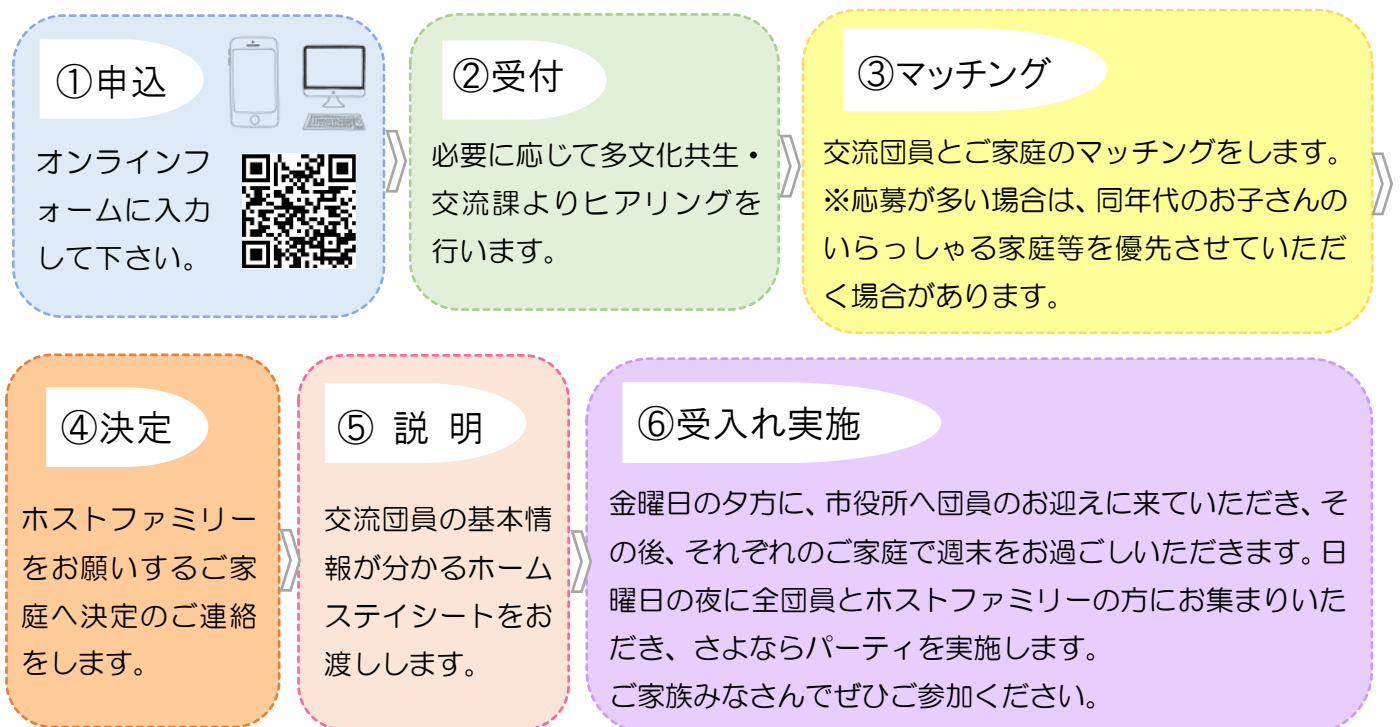 ①申込
オンラインフ
ォームに入力
して下さい。
②受付
必要に応じて多文化共生・
交流課よりヒアリングを
行います。
③マッチング
交流団員とご家庭のマッチングをします。
※応募が多い場合は、同年代のお子さんの
いらっしゃる家庭等を優先させていただ
く場合があります。
④決定
ホストファミリー
をお願いするご家
庭へ決定のご連絡
をします。
⑤ 説 明
交流団員の基本情
報が分かるホーム
ステイシートをお
渡しします。
⑥受入れ実施
金曜日の夕方に、市役所へ団員のお迎えに来ていただき、そ
の後、それぞれのご家庭で週末をお過ごしいただきます。日
曜日の夜に全団員とホストファミリーの方にお集まりいた
だき、さよならパーティを実施します。
ご家族みなさんでぜひご参加ください。